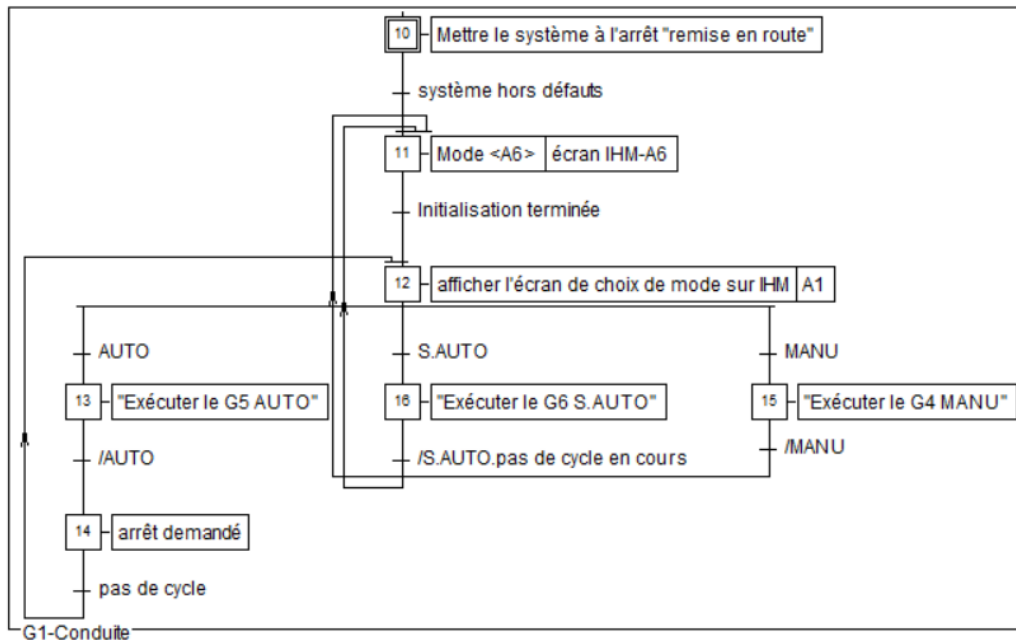 10 Mettre le système à l'arrêt "remise en route"
système hors défauts
11 Mode <A6> écran IHM-A6
Initialisation terminée
12 afficher l'écran de choix de mode sur IHM A1
AUTO S.AUTO MANU
13 "Exécuter le G5 AUTO" 16 "Exécuter le G6 S.AUTO" 15 "Exécuter le G4 MANU"
/AUTO /S.AUTO.pas de cycle en cours /MANU
14 arrêt demandé
pas de cycle
G1-Conduite